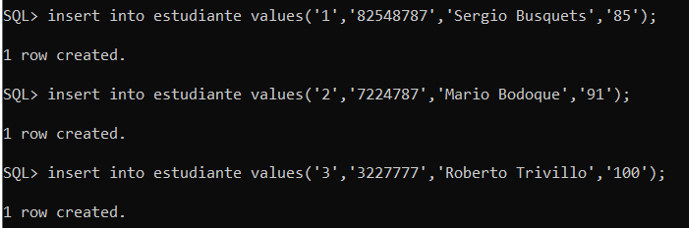 SQL> insert into estudiante values('1','82548787','Sergio Busquets','85');
1 row created.
SQL> insert into estudiante values('2','7224787','Mario Bodoque','91');
1 row created.
SQL> insert into estudiante values('3','3227777','Roberto Trivillo','100');
1 row created.